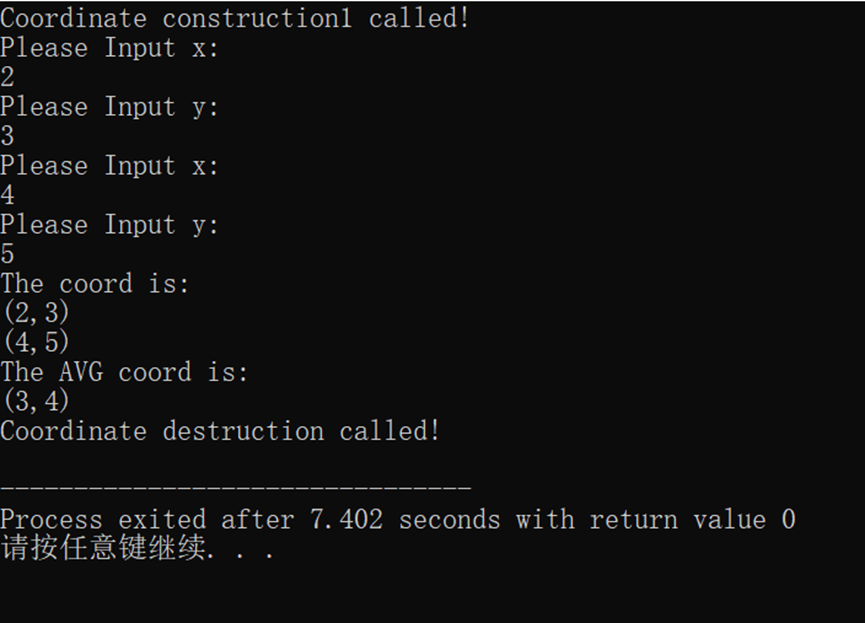 Coordinate construction1 called!
Please Input x:
2
Please Input y:
3
Please Input x:
4
Please Input y:
5
The coord is:
(2,3)
(4,5)
The AVG coord is:
(3,4)
Coordinate destruction called!
--------------------------------
Process exited after 7.402 seconds with return value 0
请按任意键继续. . .